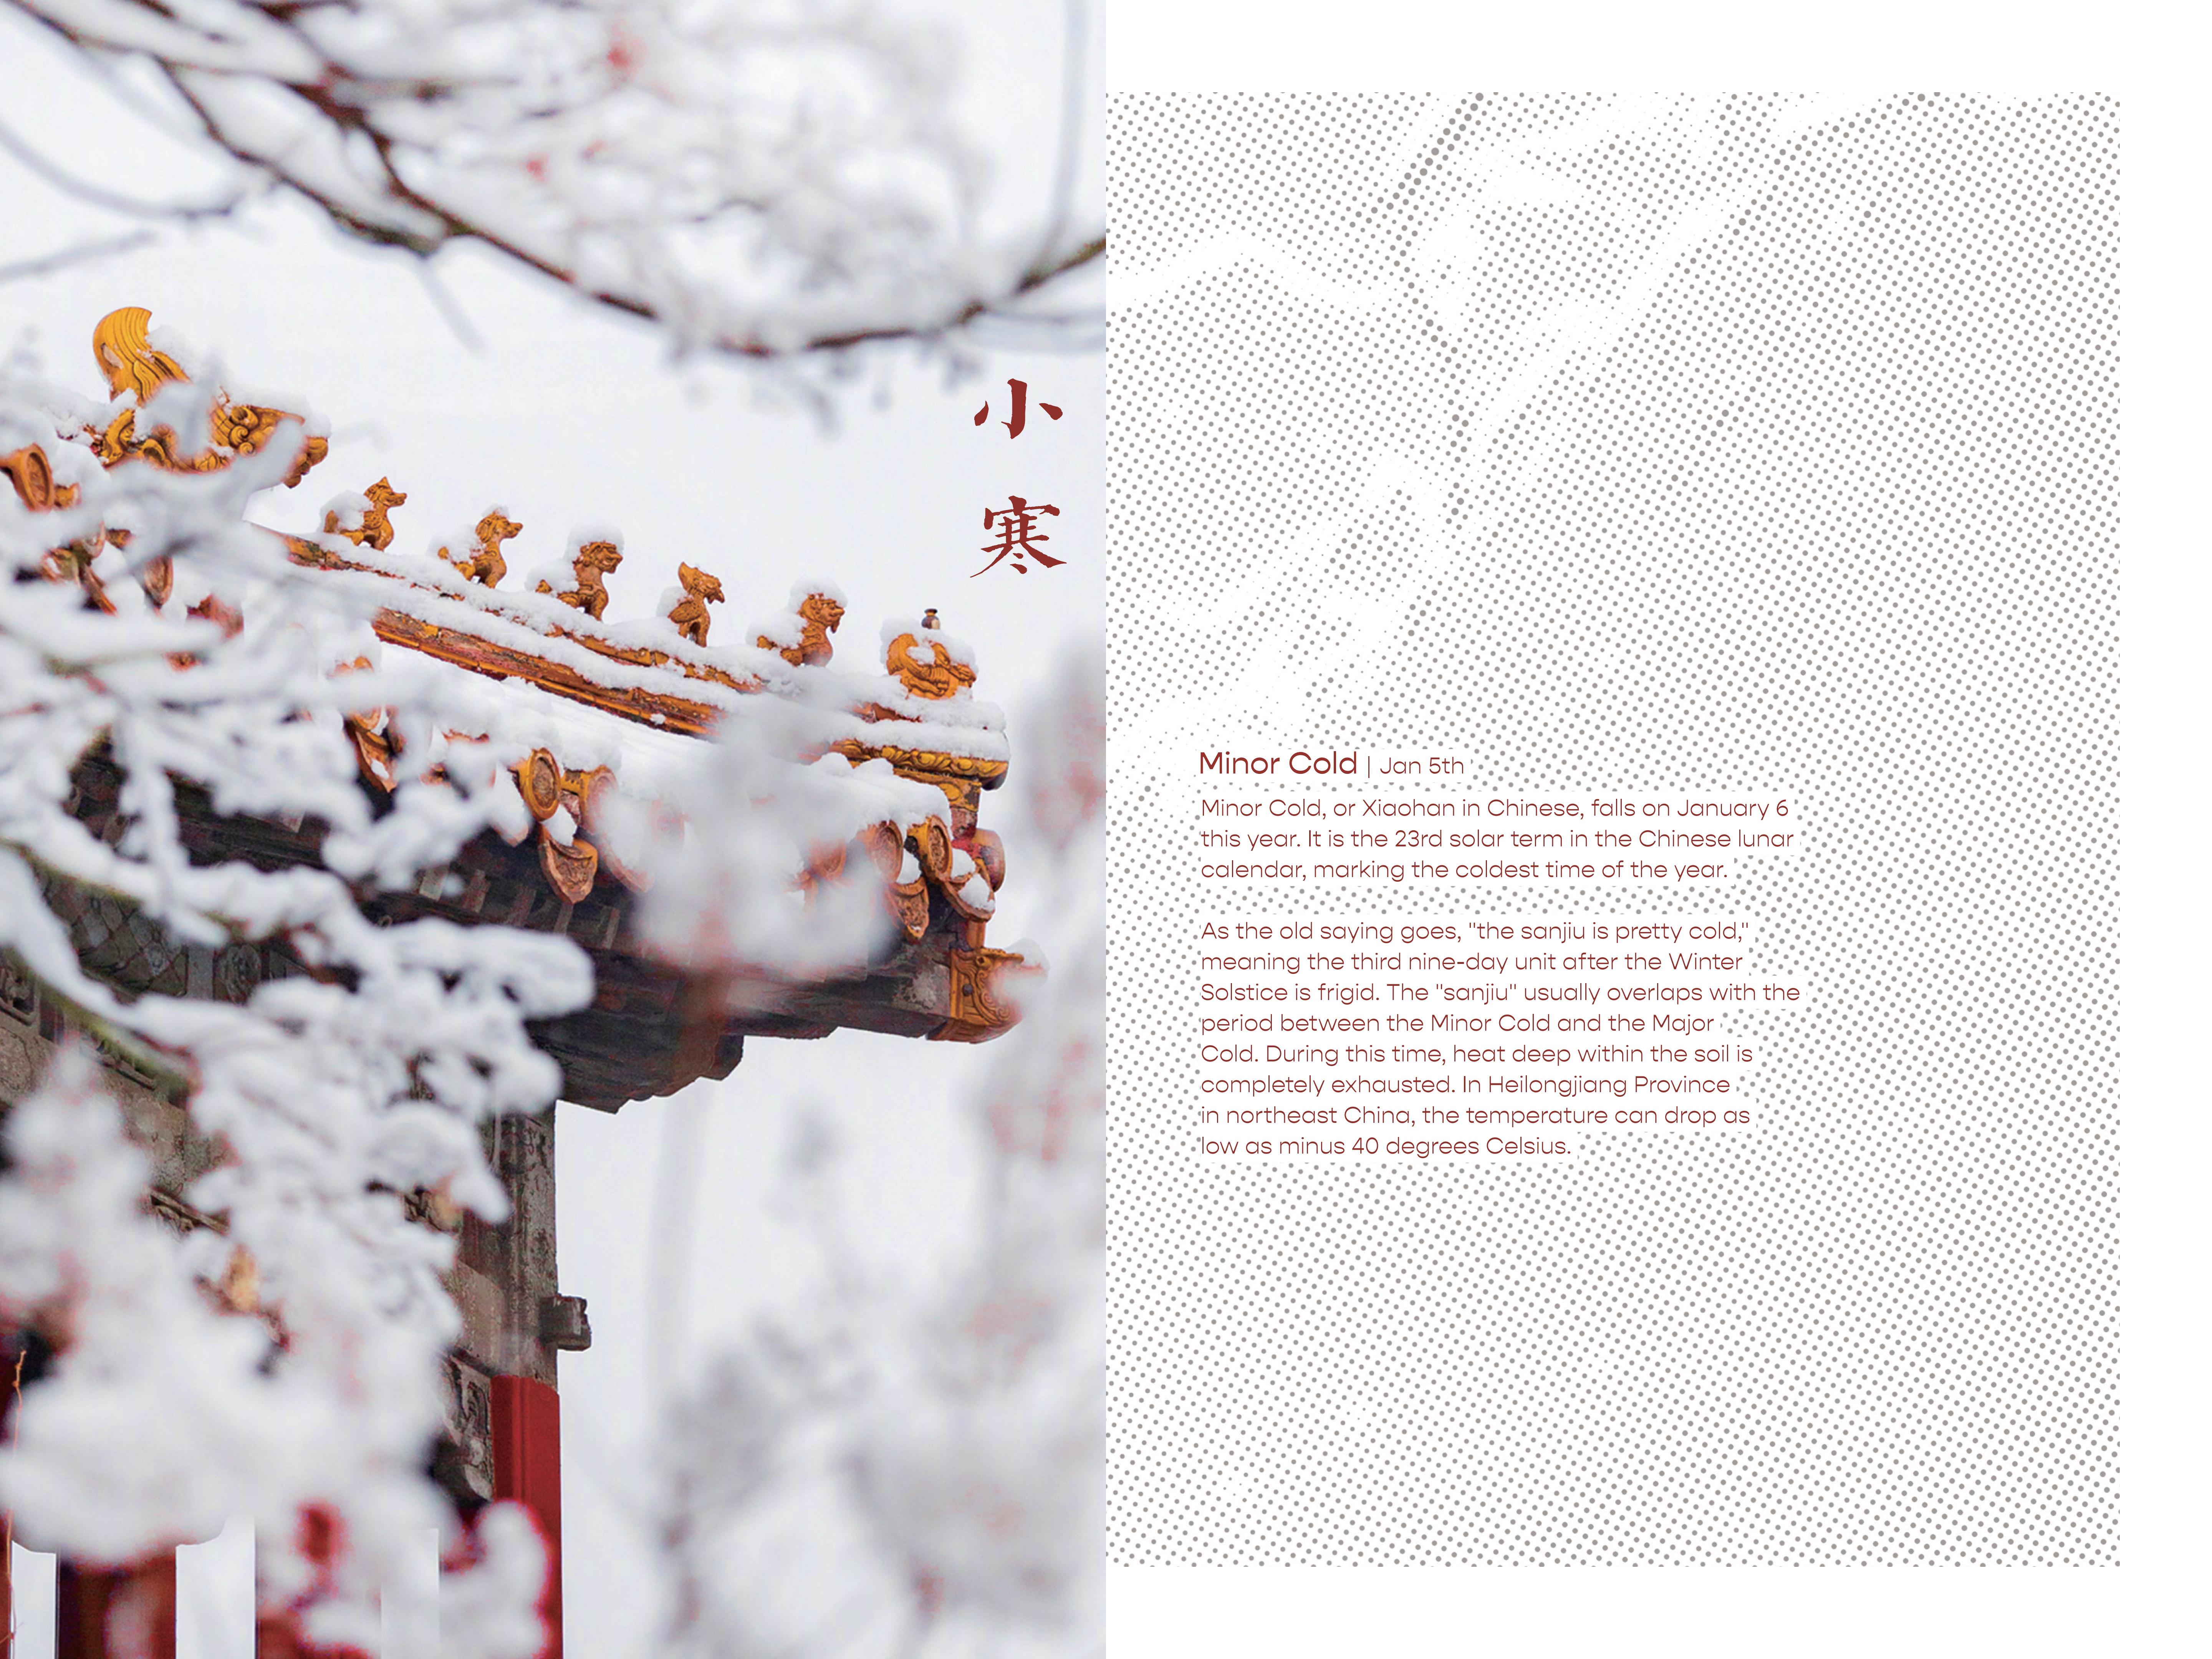 小寒
Minor Cold | Jan 5th
Minor Cold, or Xiaohan in Chinese, falls on January 6
this year. It is the 23rd solar term in the Chinese lunar
calendar, marking the coldest time of the year.
As the old saying goes, "the sanjiu is pretty cold,"
meaning the third nine-day unit after the Winter
Solstice is frigid. The "sanjiu" usually overlaps with the
period between the Minor Cold and the Major
Cold. During this time, heat deep within the soil is
completely exhausted. In Heilongjiang Province
in northeast China, the temperature can drop as
low as minus 40 degrees Celsius.